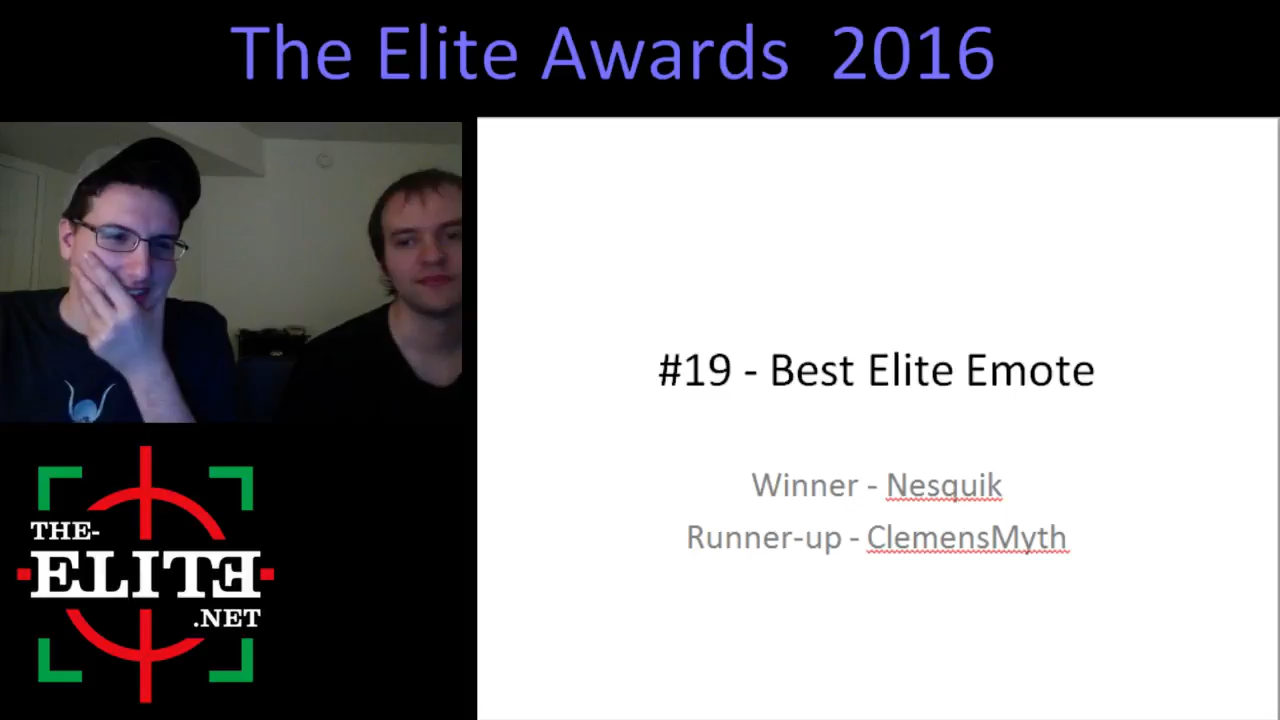 The Elite Awards 2016
#19 - Best Elite Emote
Winner - Nesquik
Runner-up - ClemensMyth
THE-
ELITE
.NET